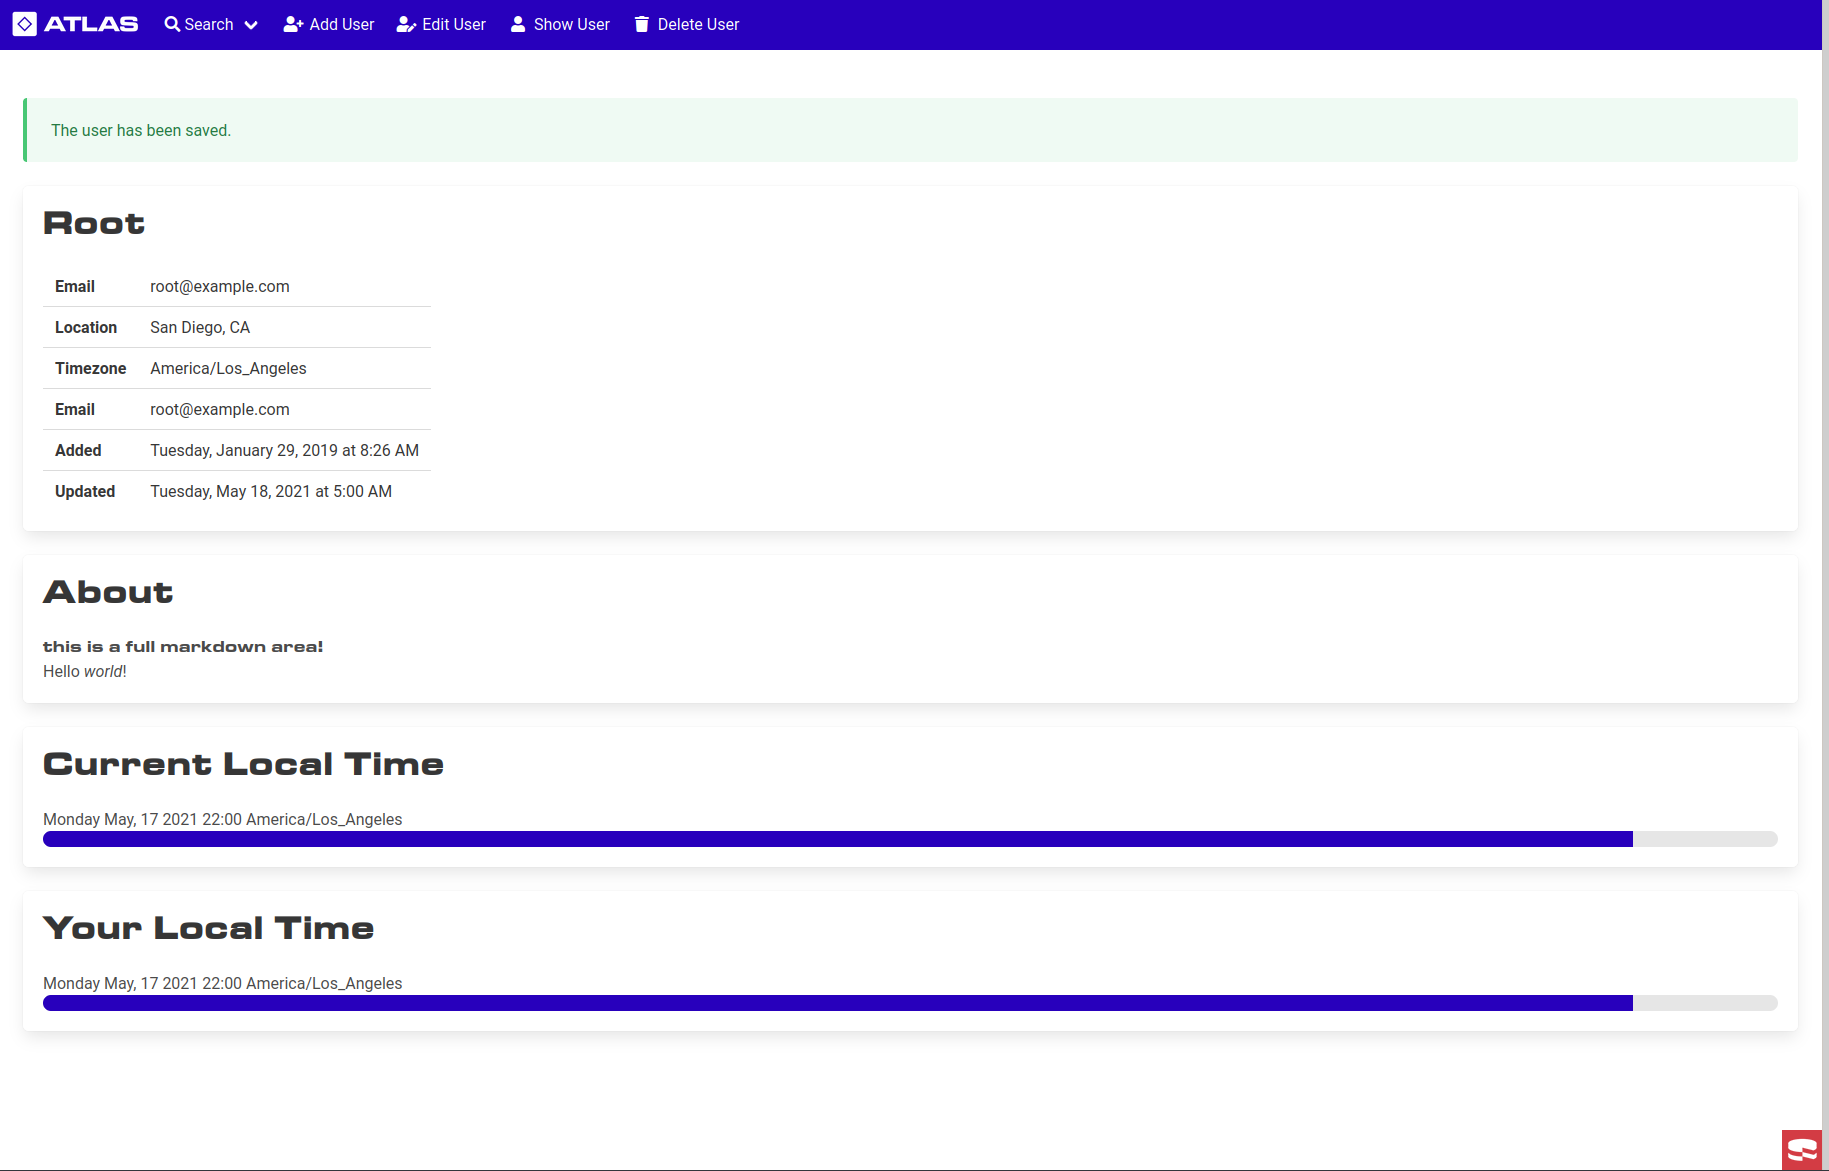 ATLAS Search Add User Edit User Show User Delete User
The user has been saved.
Root
Email root@example.com
Location San Diego, CA
Timezone America/Los_Angeles
Email root@example.com
Added Tuesday, January 29, 2019 at 8:26 AM
Updated Tuesday, May 18, 2021 at 5:00 AM
About
this is a full markdown area!
Hello world!
Current Local Time
Monday May, 17 2021 22:00 America/Los_Angeles
Your Local Time
Monday May, 17 2021 22:00 America/Los_Angeles